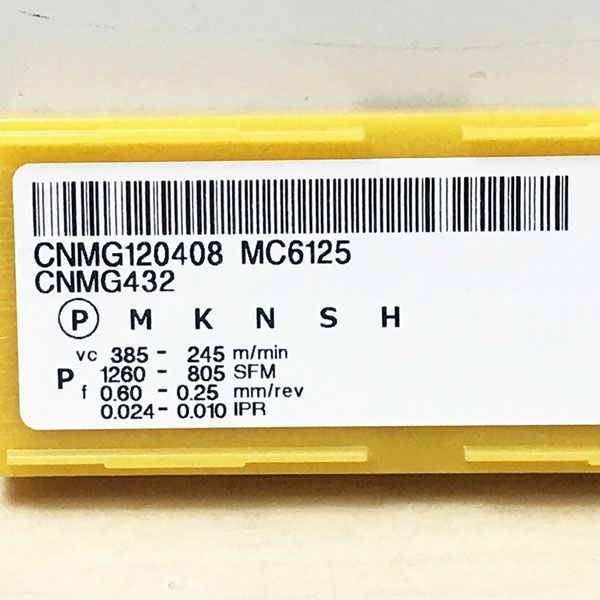 CNMG120408 MC6125
CNMG432
P M K N S H
vc 385 - 245 m/min
P 1260 - 805 SFM
f 0.60 - 0.25 mm/rev
0.024 - 0.010 IPR